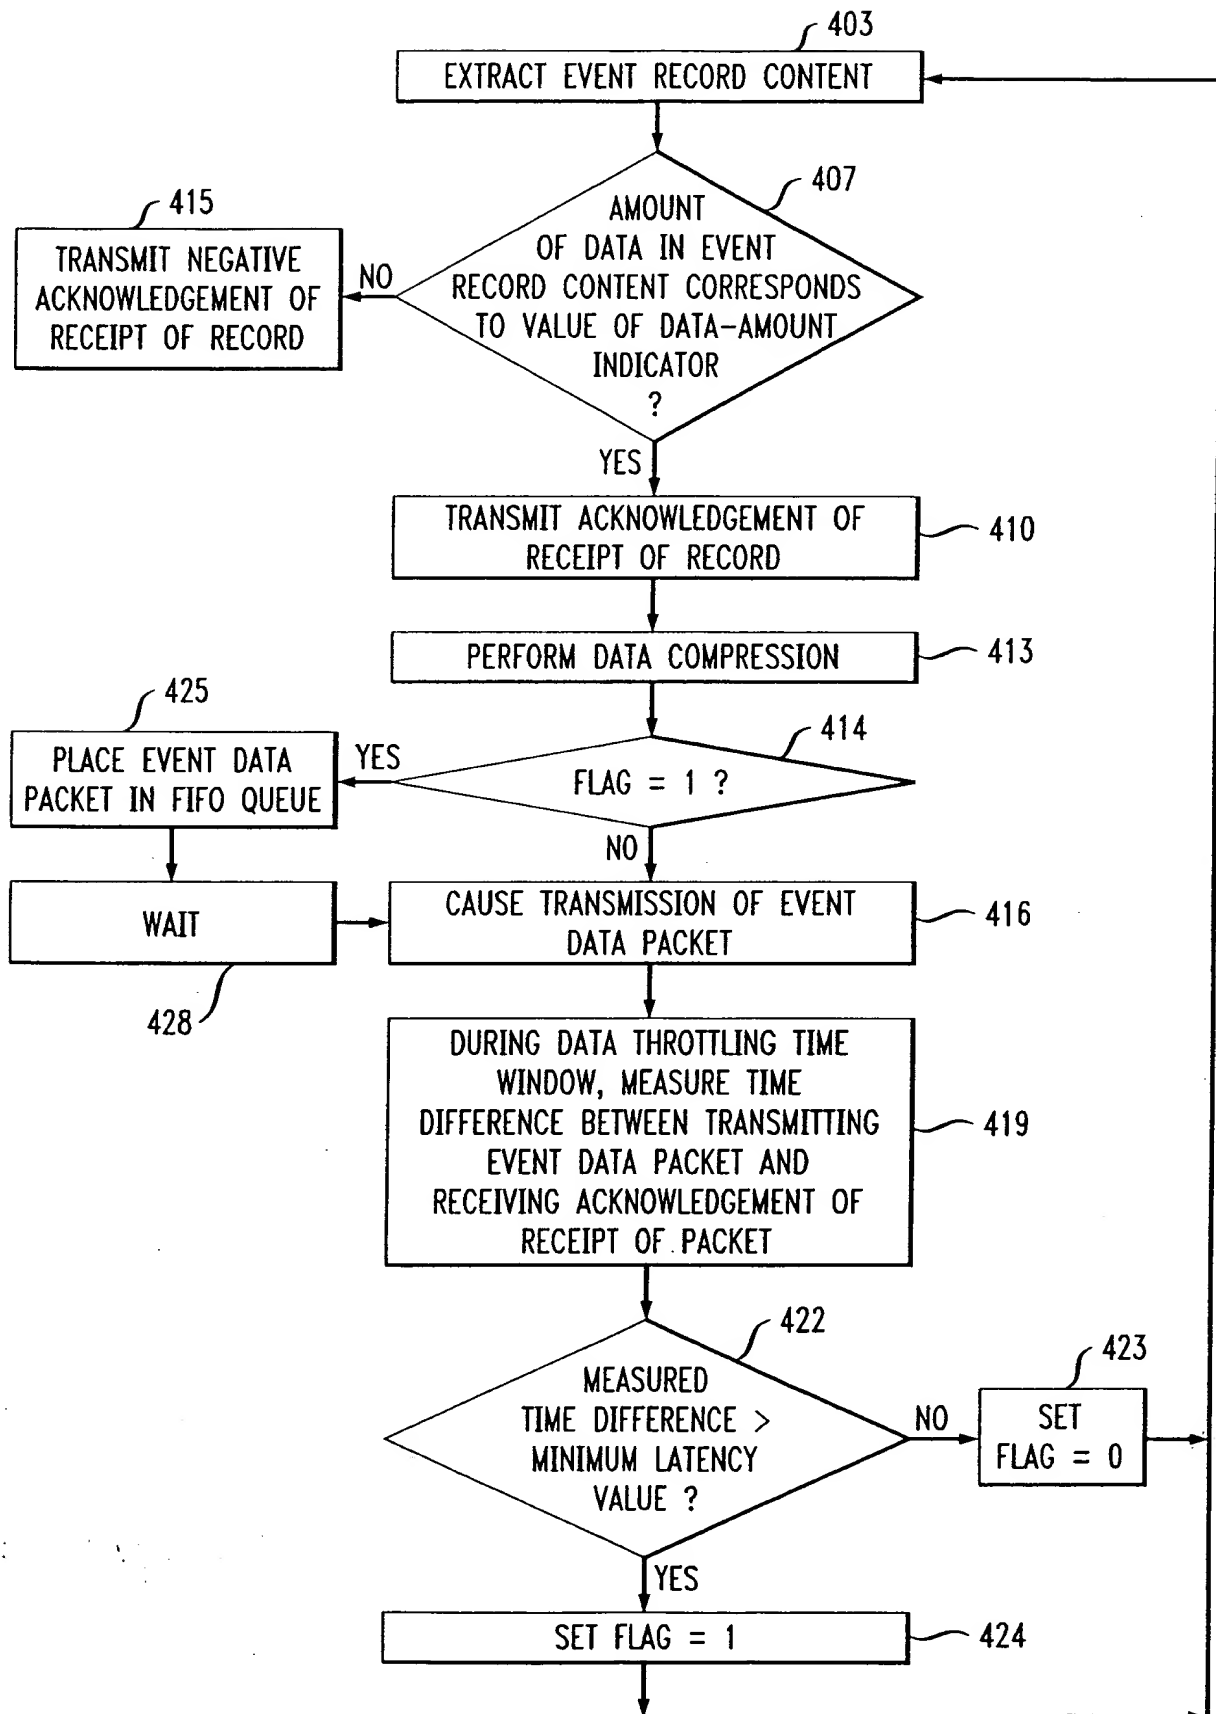 403
EXTRACT EVENT RECORD CONTENT
407
AMOUNT
OF DATA IN EVENT
RECORD CONTENT CORRESPONDS
TO VALUE OF DATA-AMOUNT
INDICATOR
?
415
TRANSMIT NEGATIVE
ACKNOWLEDGEMENT OF
RECEIPT OF RECORD
NO
YES
TRANSMIT ACKNOWLEDGEMENT OF
RECEIPT OF RECORD
410
PERFORM DATA COMPRESSION
413
425
PLACE EVENT DATA
PACKET IN FIFO QUEUE
YES
414
FLAG = 1 ?
NO
WAIT
428
CAUSE TRANSMISSION OF EVENT
DATA PACKET
416
DURING DATA THROTTLING TIME
WINDOW, MEASURE TIME
DIFFERENCE BETWEEN TRANSMITTING
EVENT DATA PACKET AND
RECEIVING ACKNOWLEDGEMENT OF
RECEIPT OF PACKET
419
422
MEASURED
TIME DIFFERENCE >
MINIMUM LATENCY
VALUE ?
NO
423
SET
FLAG = 0
YES
SET FLAG = 1
424